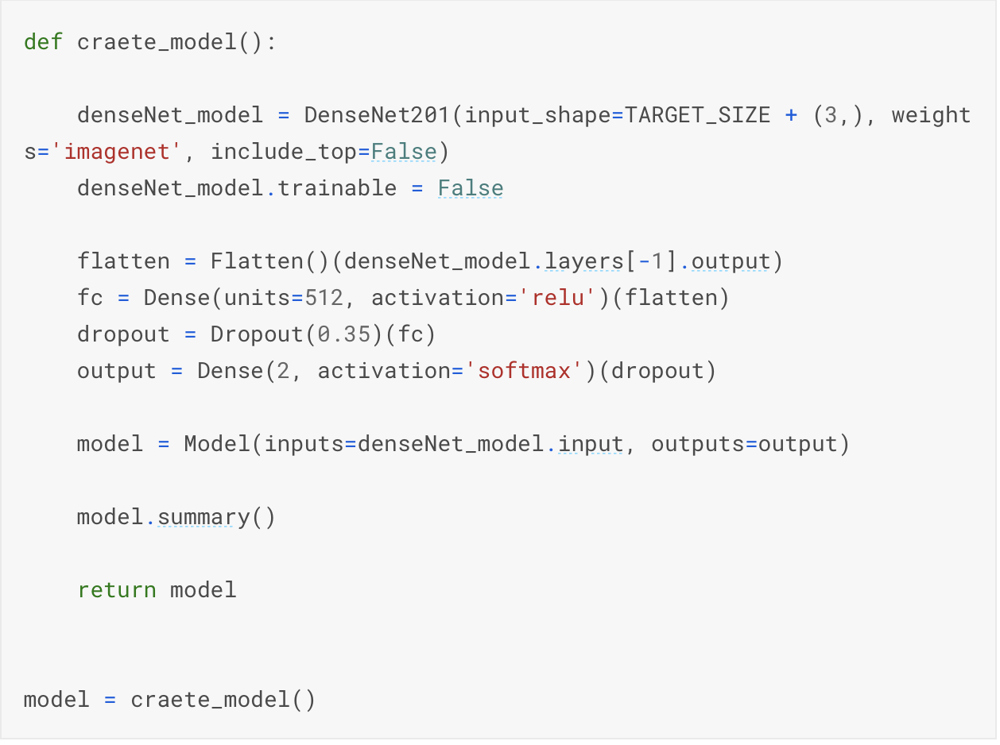 def craete_model():
    denseNet_model = DenseNet201(input_shape=TARGET_SIZE + (3,), weight
s='imagenet', include_top=False)
    denseNet_model.trainable = False
    flatten = Flatten()(denseNet_model.layers[-1].output)
    fc = Dense(units=512, activation='relu')(flatten)
    dropout = Dropout(0.35)(fc)
    output = Dense(2, activation='softmax')(dropout)
    model = Model(inputs=denseNet_model.input, outputs=output)
    model.summary()
    return model
model = craete_model()